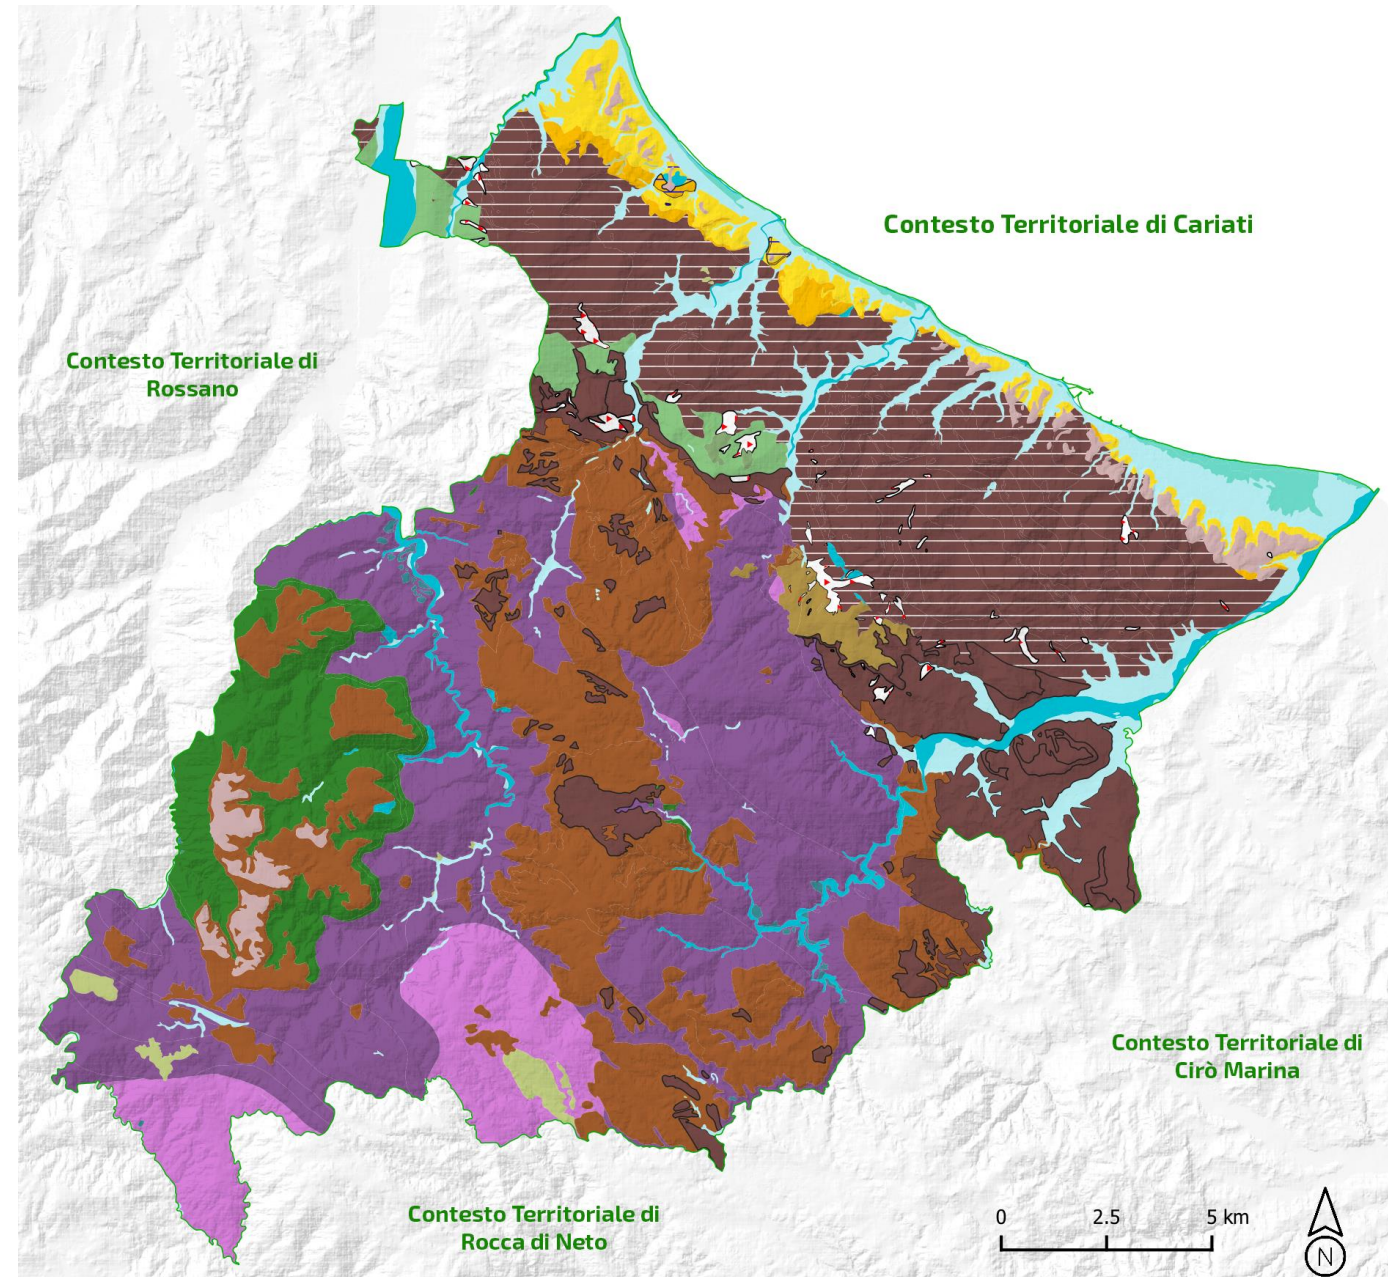 Contesto Territoriale di Cariati
Contesto Territoriale di
Rossano
Contesto Territoriale di
Cirò Marina
Contesto Territoriale di
Rocca di Neto
0 2.5 5 km
N